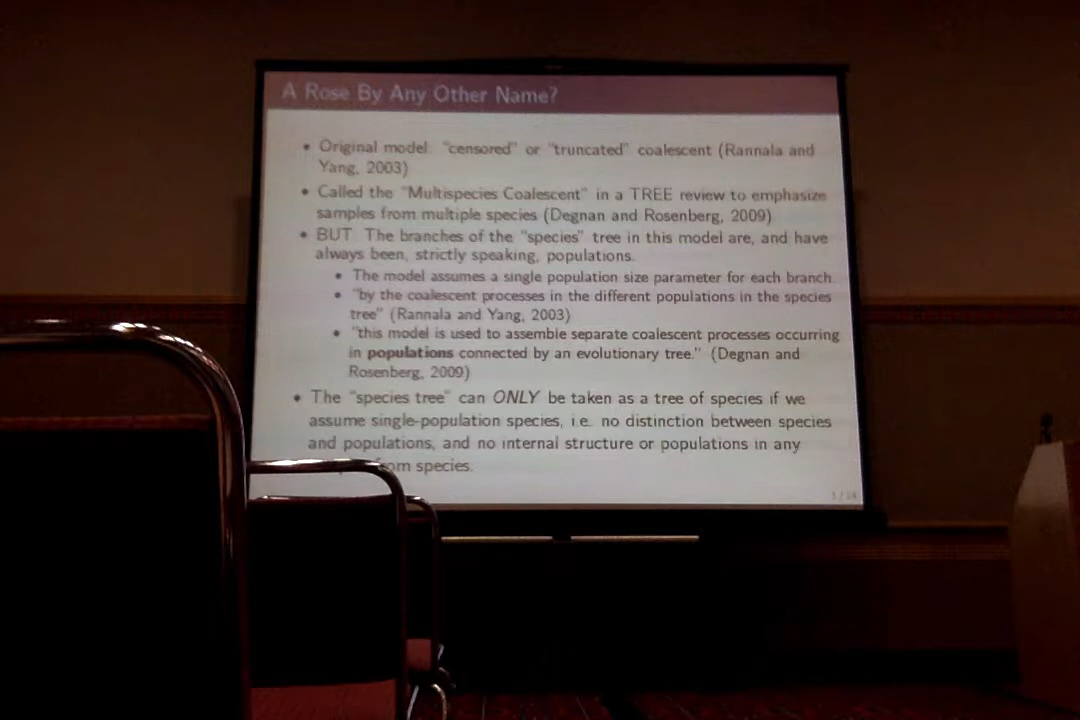 A Rose By Any Other Name?
• Original model: "censored" or "truncated" coalescent (Rannala and
Yang, 2003)
• Called the "Multispecies Coalescent" in a TREE review to emphasize
samples from multiple species (Degnan and Rosenberg, 2009)
• BUT: The branches of the "species" tree in this model are, and have
always been, strictly speaking, populations.
• The model assumes a single population size parameter for each branch.
• "by the coalescent processes in the different populations in the species
tree" (Rannala and Yang, 2003)
• "this model is used to assemble separate coalescent processes occurring
in populations connected by an evolutionary tree." (Degnan and
Rosenberg, 2009)
• The "species tree" can ONLY be taken as a tree of species if we
assume single-population species, i.e. no distinction between species
and populations, and no internal structure or populations in any
species.